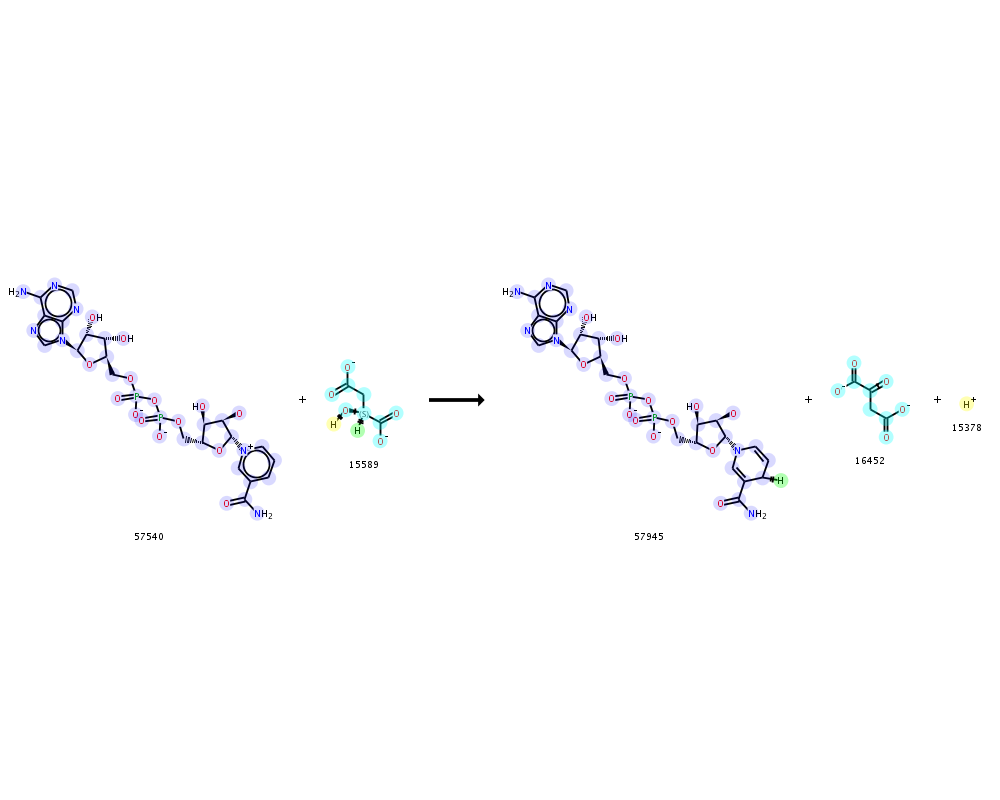 H2N N N N N OH OH O O O P O O- O P O O- O HO O O N+ O NH2
+
O- O O H Si H O O-
H2N N N N N OH OH O O O P O O- O P O O- O HO O O N H O NH2
+
O O- O O- O
+
H+
57540
15589
57945
16452
15378